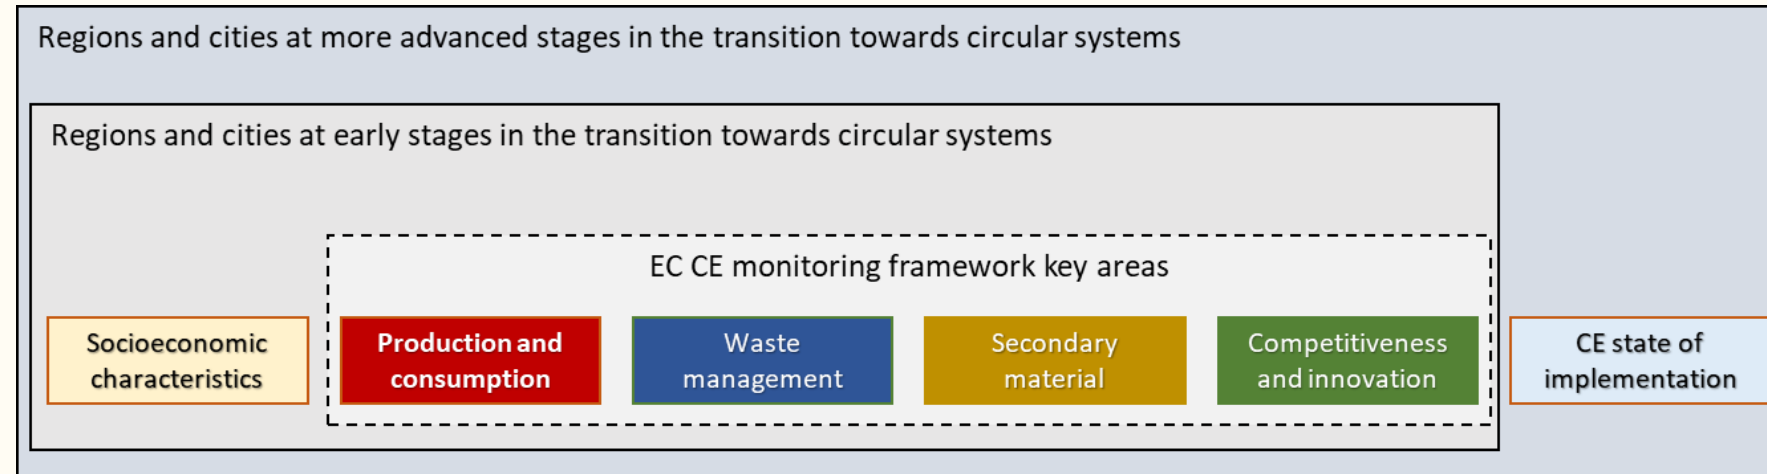 Regions and cities at more advanced stages in the transition towards circular systems
Regions and cities at early stages in the transition towards circular systems
EC CE monitoring framework key areas
Socioeconomic
characteristics
Production and
consumption
Waste
management
Secondary
material
Competitiveness
and innovation
CE state of
implementation